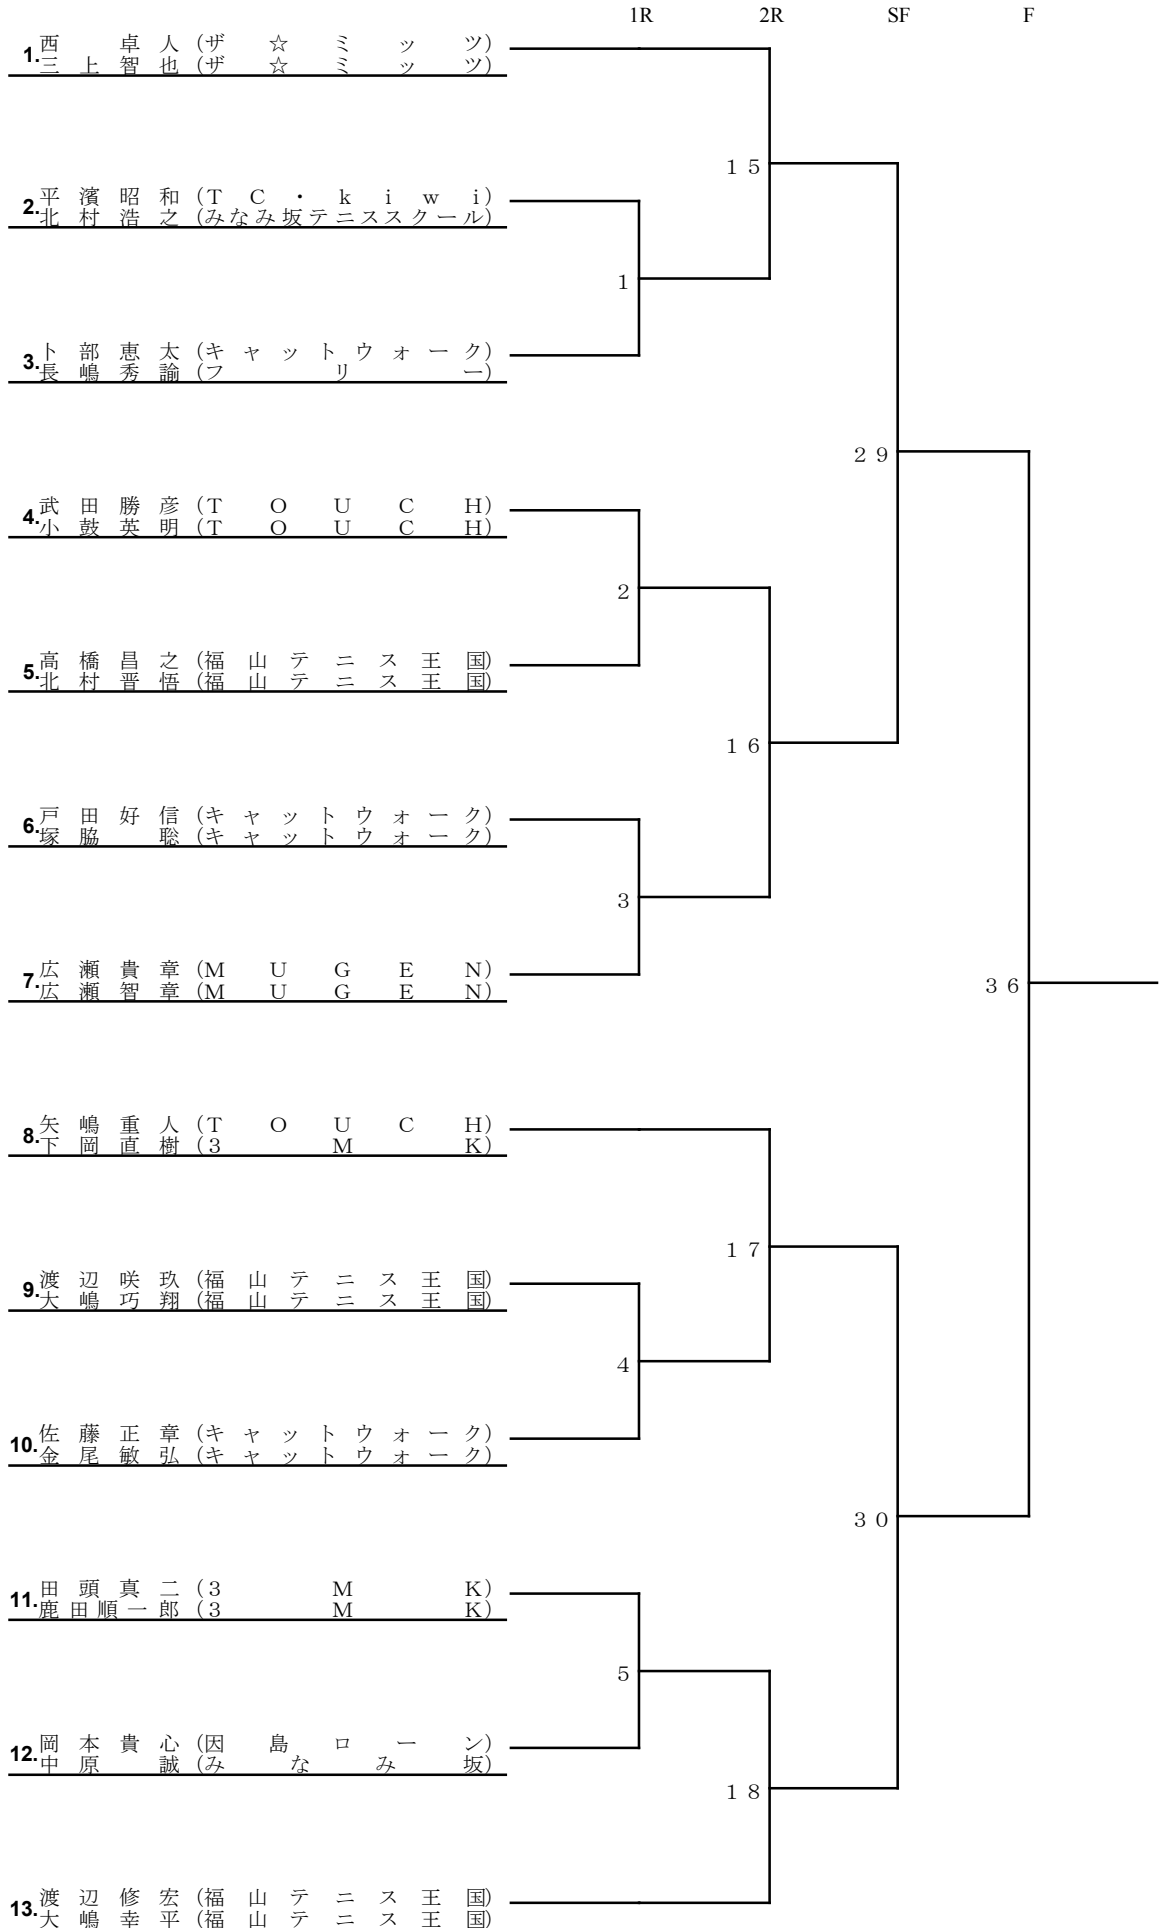 1R 2R SF F
1. 西 卓人 (ザ☆ミッツ)
三上智也 (ザ☆ミッツ)
15
2. 平濱昭和 (TC・kiwi)
北村浩之 (みなみ坂テニススクール)
1
3. 卜部恵太 (キャットウォーク)
長嶋秀諭 (フリー)
29
4. 武田勝彦 (TOUCH)
小鼓英明 (TOUCH)
2
5. 高橋昌之 (福山テニス王国)
北村晋悟 (福山テニス王国)
16
6. 戸田好信 (キャットウォーク)
塚脇 聡 (キャットウォーク)
3
7. 広瀬貴章 (MUGEN)
広瀬智章 (MUGEN)
36
8. 矢嶋重人 (TOUCH)
下岡直樹 (3MK)
17
9. 渡辺咲玖 (福山テニス王国)
大嶋巧翔 (福山テニス王国)
4
10. 佐藤正章 (キャットウォーク)
金尾敏弘 (キャットウォーク)
30
11. 田頭真二 (3MK)
鹿田順一郎 (3MK)
5
12. 岡本貴心 (因島ローン)
中原 誠 (みなみ坂)
18
13. 渡辺修宏 (福山テニス王国)
大嶋幸平 (福山テニス王国)